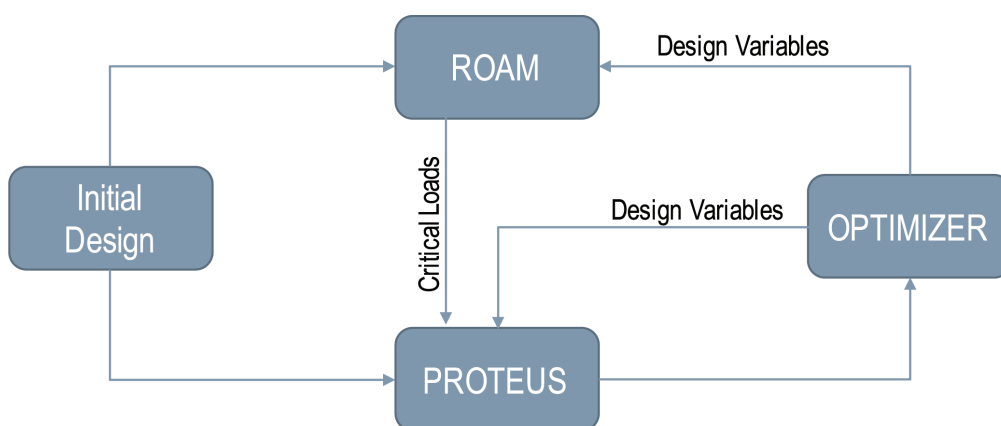 Design Variables
ROAM
Critical Loads
Initial
Design
Design Variables
OPTIMIZER
PROTEUS